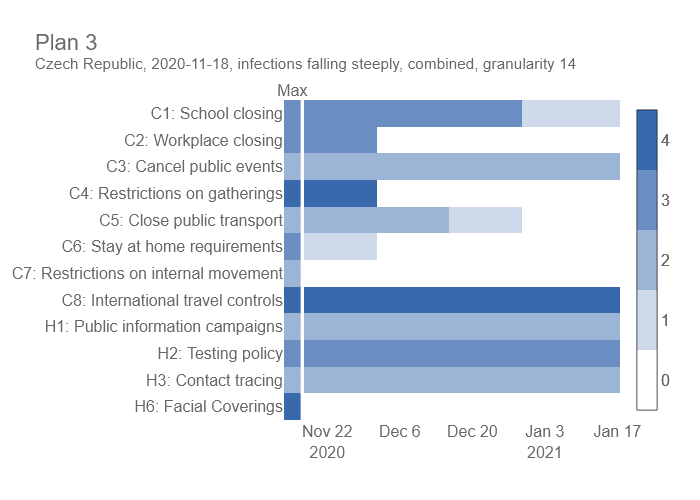 Plan 3
Czech Republic, 2020-11-18, infections falling steeply, combined, granularity 14
Max
C1: School closing
C2: Workplace closing
C3: Cancel public events
C4: Restrictions on gatherings
C5: Close public transport
C6: Stay at home requirements
C7: Restrictions on internal movement
C8: International travel controls
H1: Public information campaigns
H2: Testing policy
H3: Contact tracing
H6: Facial Coverings
Nov 22 Dec 6 Dec 20 Jan 3 Jan 17
2020 2021
4
3
2
1
0